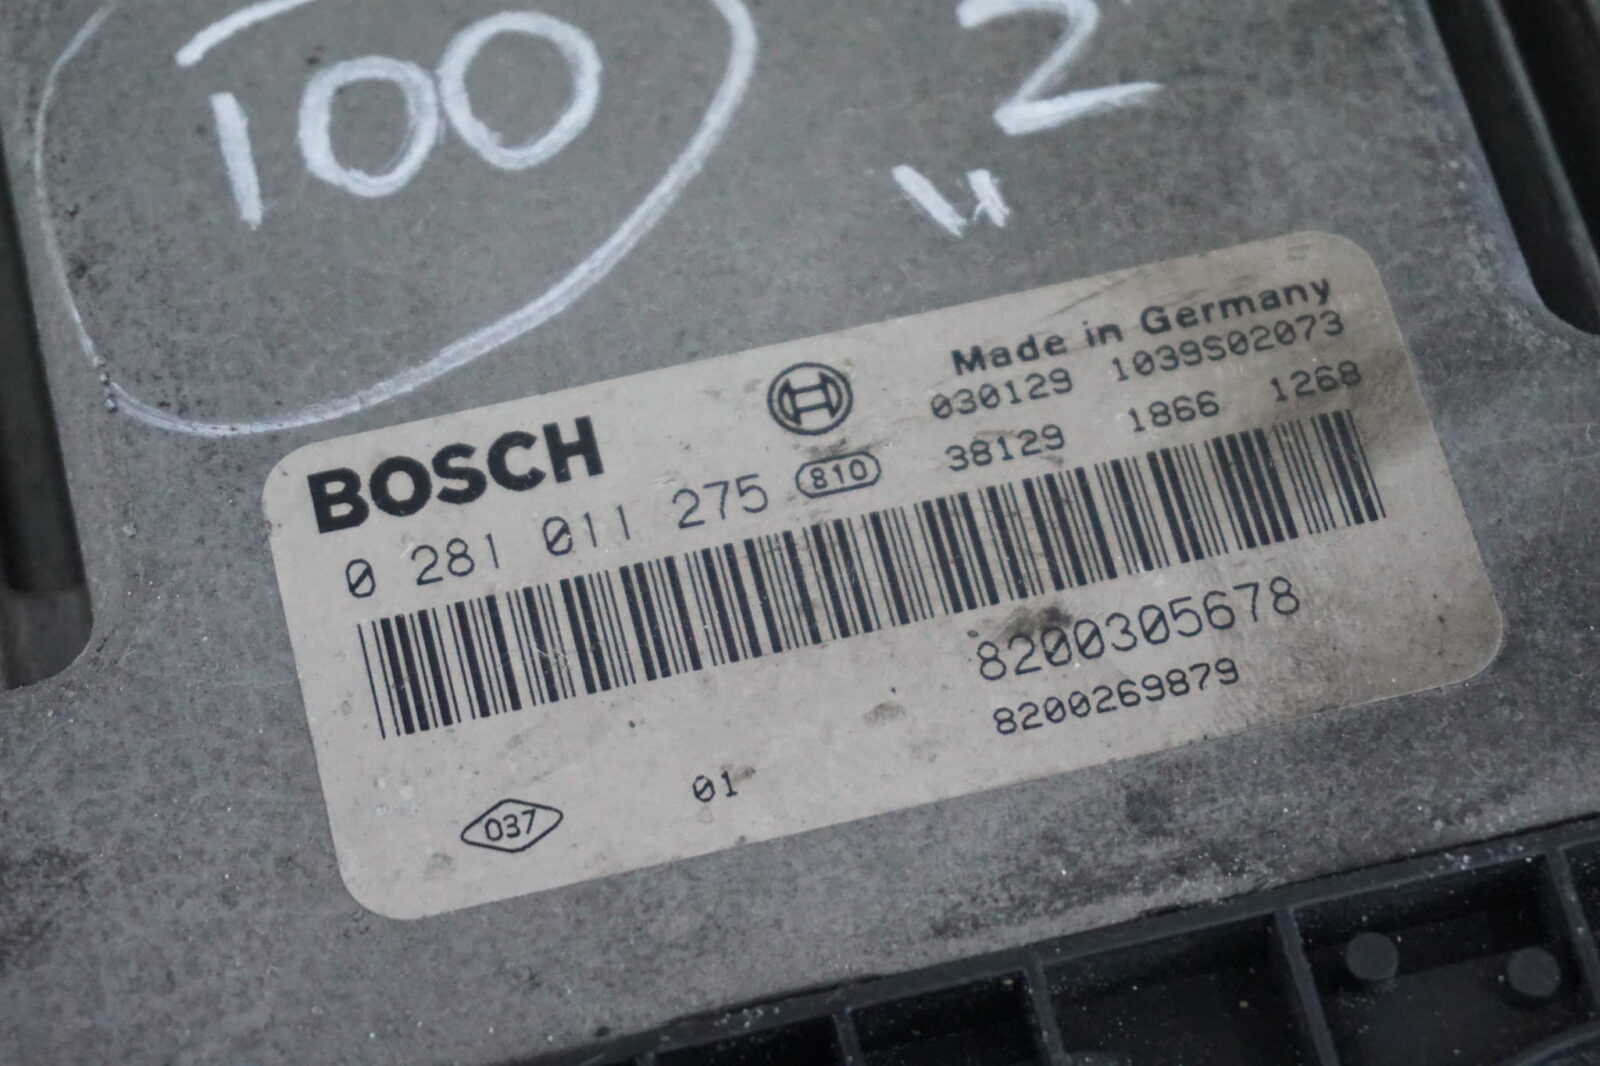 100
2
Made in Germany
030129 1039S02073
38129 1866 1268
BOSCH
0 281 011 275 810
8200305678
8200269879
01
037